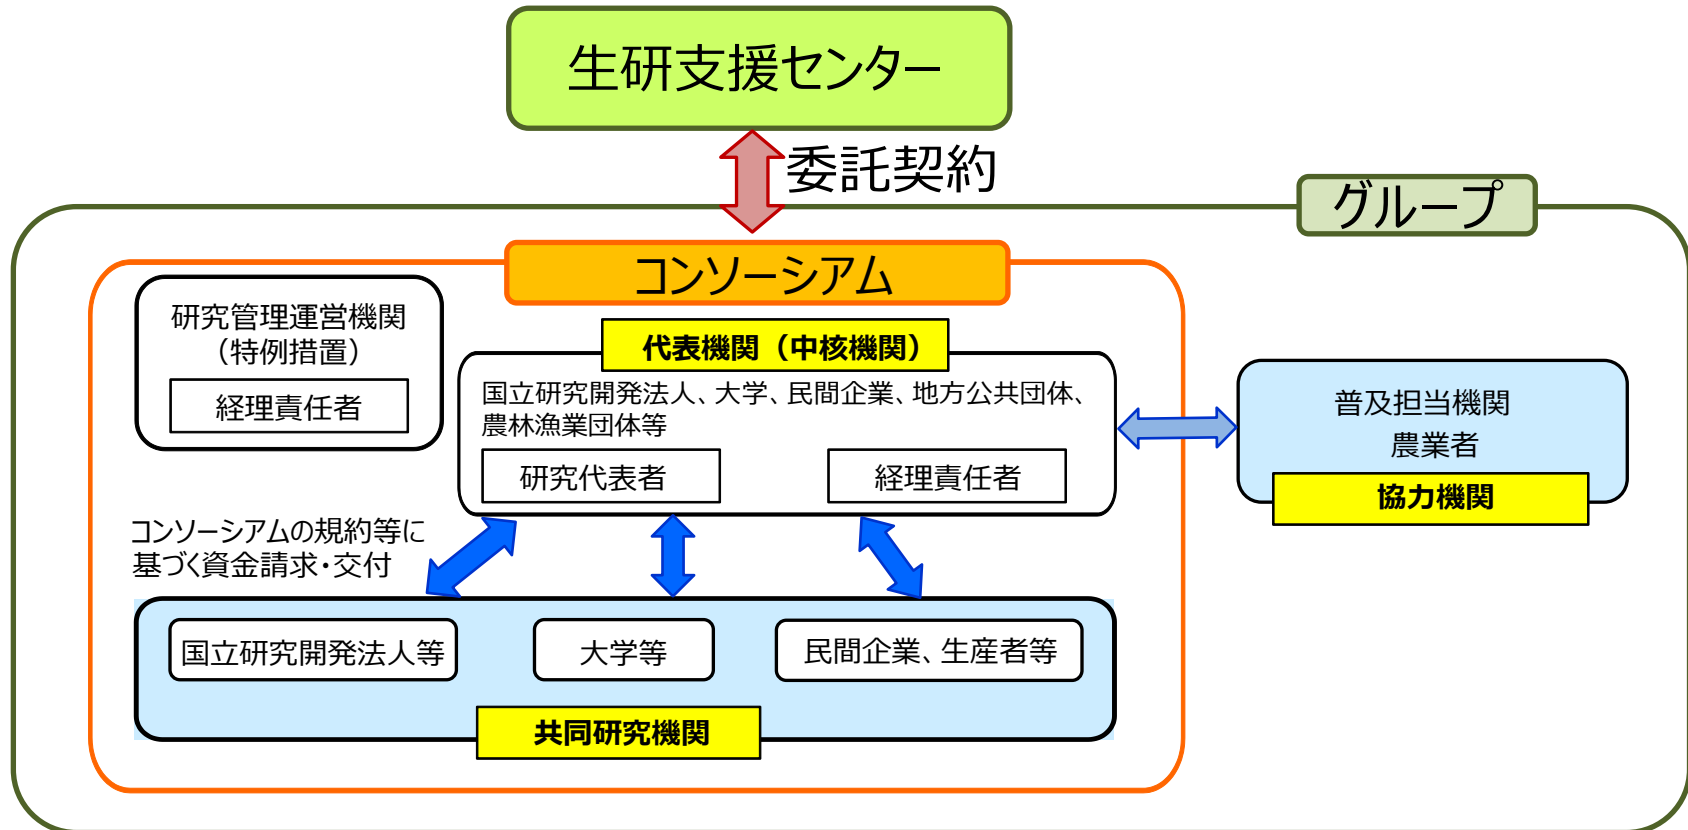 生研支援センター
委託契約
グループ
コンソーシアム
研究管理運営機関
（特例措置）
経理責任者
代表機関（中核機関）
国立研究開発法人、大学、民間企業、地方公共団体、
農林漁業団体等
研究代表者
経理責任者
普及担当機関
農業者
協力機関
コンソーシアムの規約等に
基づく資金請求・交付
国立研究開発法人等
大学等
民間企業、生産者等
共同研究機関